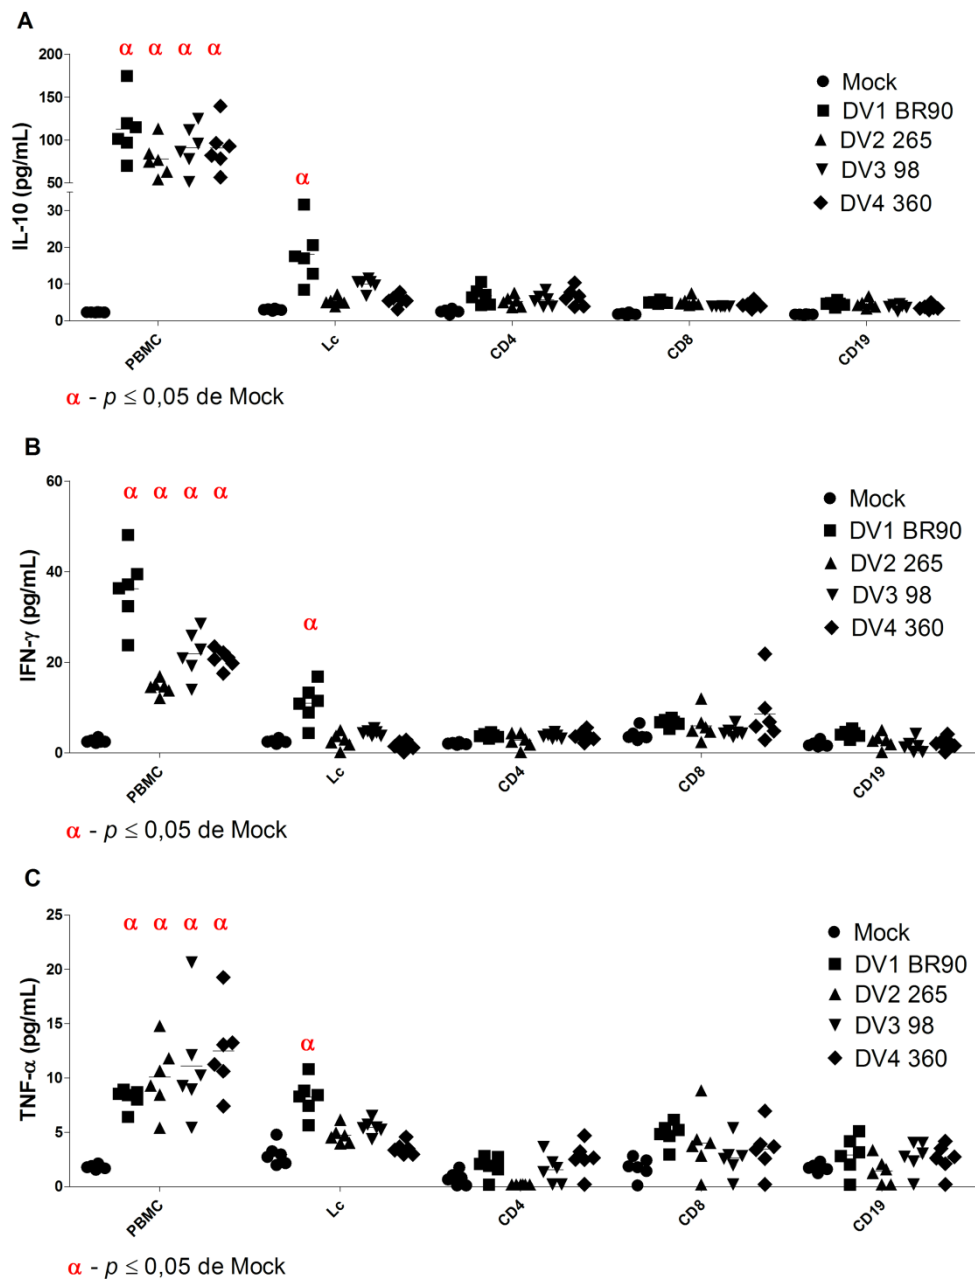 A
α α α α
200
150
100
50
30
20
10
0
IL-10 (pg/mL)
α
Mock
DV1 BR90
DV2 265
DV3 98
DV4 360
PBMC
Lc
CD4
CD8
CD19
α - p ≤ 0,05 de Mock
B
60
40
20
0
IFN-γ (pg/mL)
α α α α
α
Mock
DV1 BR90
DV2 265
DV3 98
DV4 360
PBMC
Lc
CD4
CD8
CD19
α - p ≤ 0,05 de Mock
C
25
20
15
10
5
0
TNF-α (pg/mL)
α α α α
α
Mock
DV1 BR90
DV2 265
DV3 98
DV4 360
PBMC
Lc
CD4
CD8
CD19
α - p ≤ 0,05 de Mock